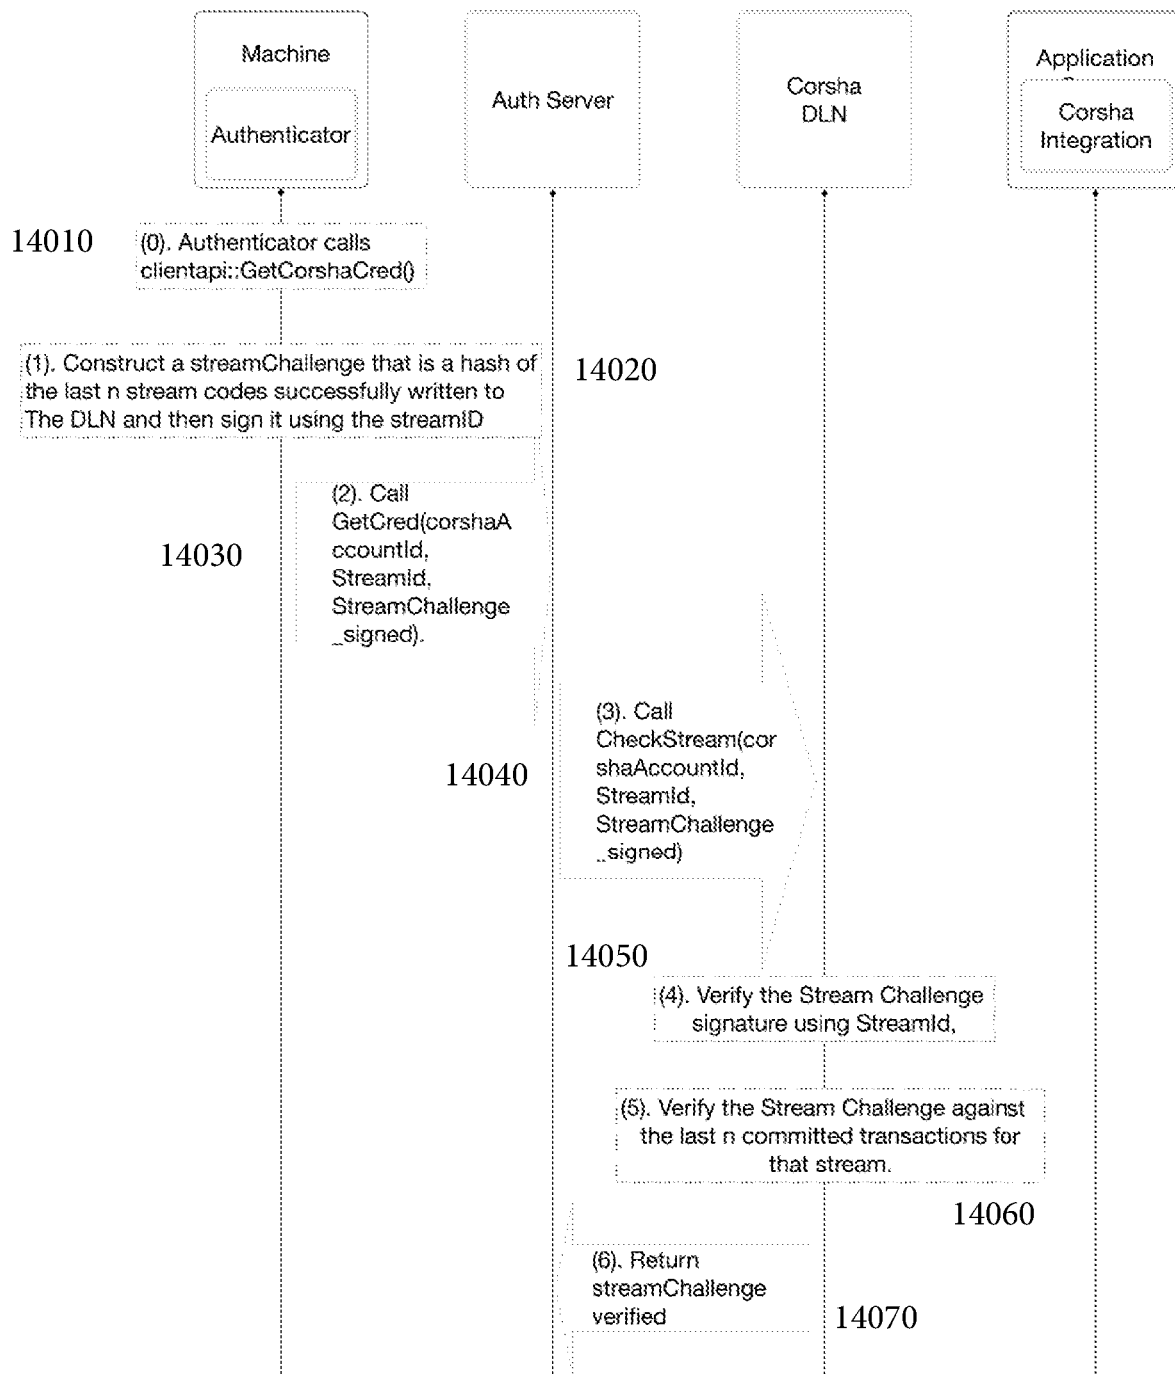 Machine
Authenticator
Auth Server
Corsha
DLN
Application
Corsha
Integration
14010
(0). Authenticator calls
clientapi::GetCorshaCred()
(1). Construct a streamChallenge that is a hash of
the last n stream codes successfully written to
The DLN and then sign it using the streamID
14020
(2). Call
GetCred(corshaA
ccountId,
StreamId,
StreamChallenge
_signed).
14030
(3). Call
CheckStream(cor
shaAccountId,
StreamId,
StreamChallenge
_signed)
14040
14050
(4). Verify the Stream Challenge
signature using StreamId,
(5). Verify the Stream Challenge against
the last n committed transactions for
that stream.
14060
(6). Return
streamChallenge
verified
14070